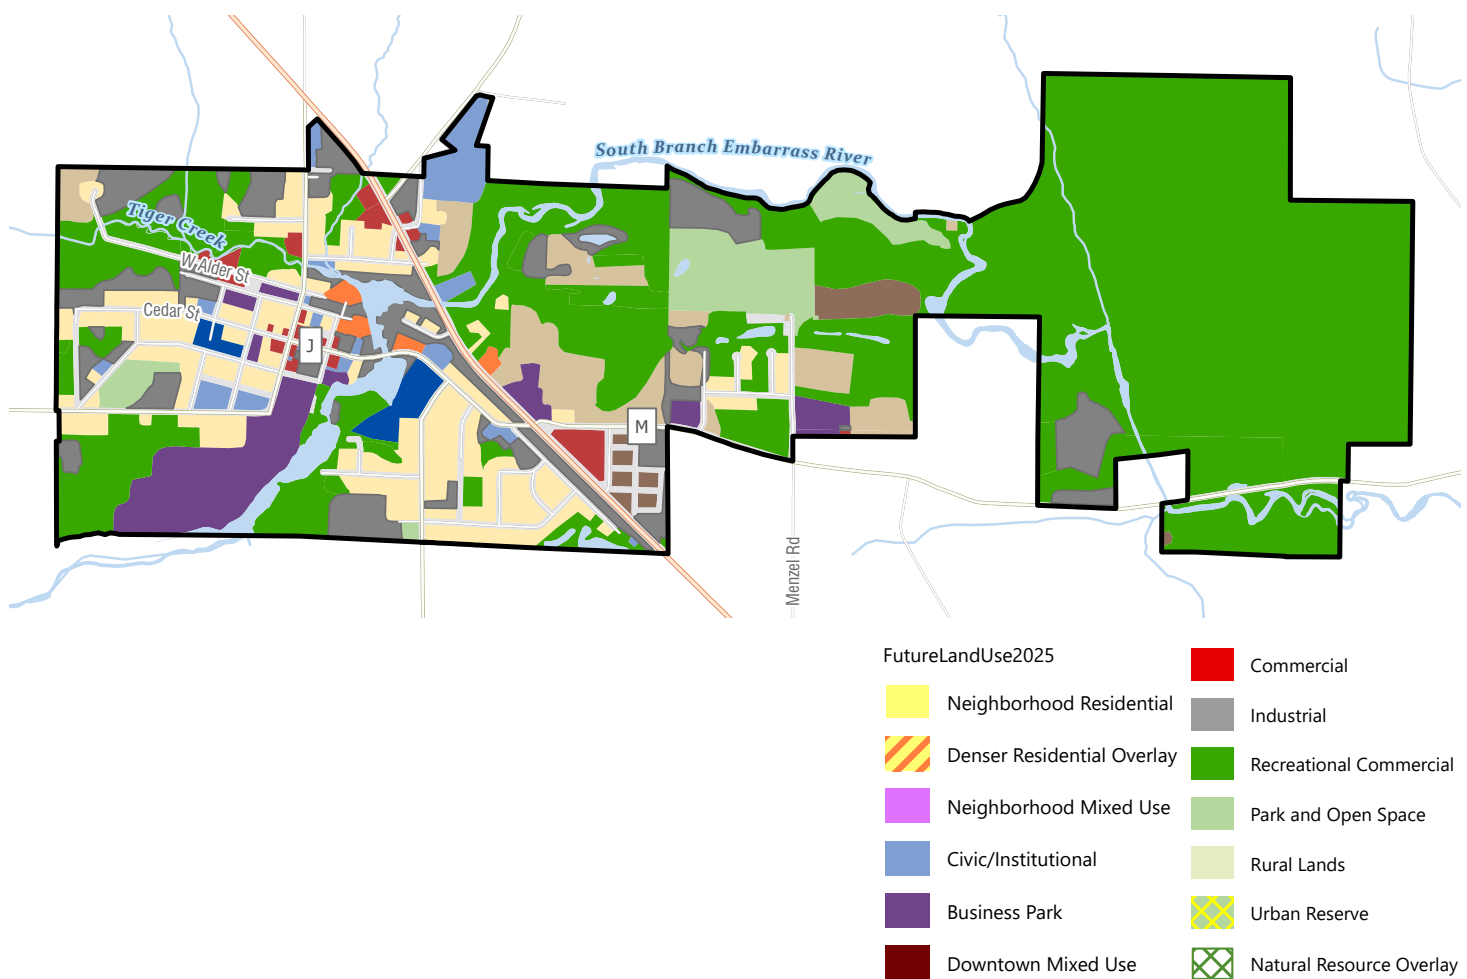 South Branch Embarrass River
Tiger Creek
W Alder St
Cedar St
J
M
Menzel Rd
FutureLandUse2025
Neighborhood Residential
Denser Residential Overlay
Neighborhood Mixed Use
Civic/Institutional
Business Park
Downtown Mixed Use
Commercial
Industrial
Recreational Commercial
Park and Open Space
Rural Lands
Urban Reserve
Natural Resource Overlay